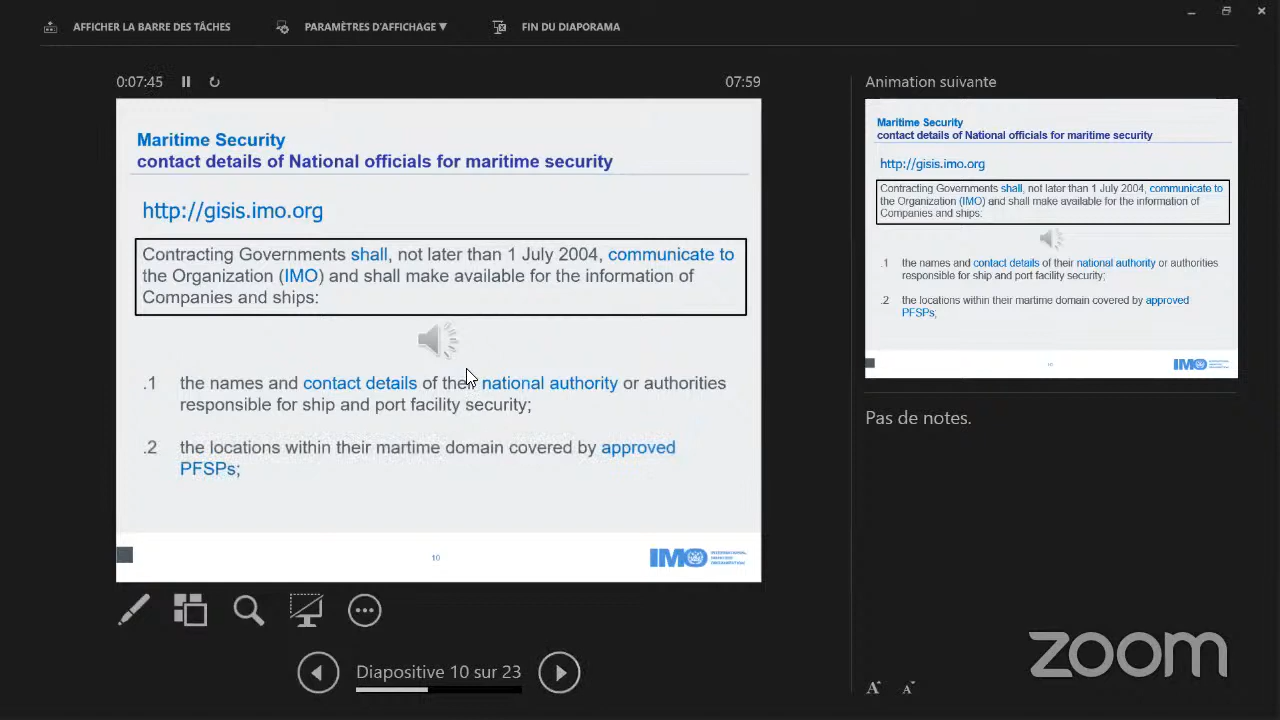 AFFICHER LA BARRE DES TÂCHES PARAMÈTRES D'AFFICHAGE ▼ FIN DU DIAPORAMA
0:07:45 07:59
Maritime Security
contact details of National officials for maritime security
http://gisis.imo.org
Contracting Governments shall, not later than 1 July 2004, communicate to
the Organization (IMO) and shall make available for the information of
Companies and ships:
.1 the names and contact details of their national authority or authorities
responsible for ship and port facility security;
.2 the locations within their martime domain covered by approved
PFSPs;
10
IMO
Diapositive 10 sur 23
Animation suivante
Maritime Security
contact details of National officials for maritime security
http://gisis.imo.org
Contracting Governments shall, not later than 1 July 2004, communicate to
the Organization (IMO) and shall make available for the information of
Companies and ships:
.1 the names and contact details of their national authority or authorities
responsible for ship and port facility security;
.2 the locations within their martime domain covered by approved
PFSPs;
10
IMO
Pas de notes.
zoom
A A